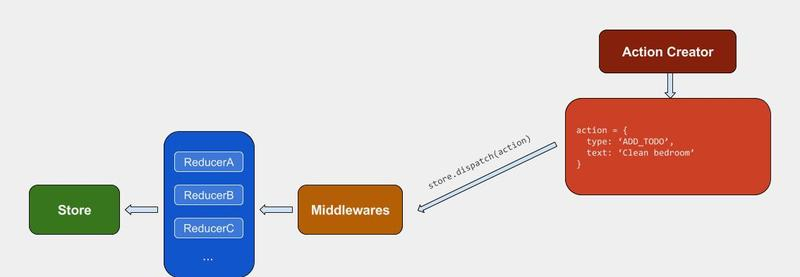 Action Creator
action = {
  type: ‘ADD_TODO’,
  text: ‘Clean bedroom’
}
store.dispatch(action)
Middlewares
ReducerA
ReducerB
ReducerC
...
Store